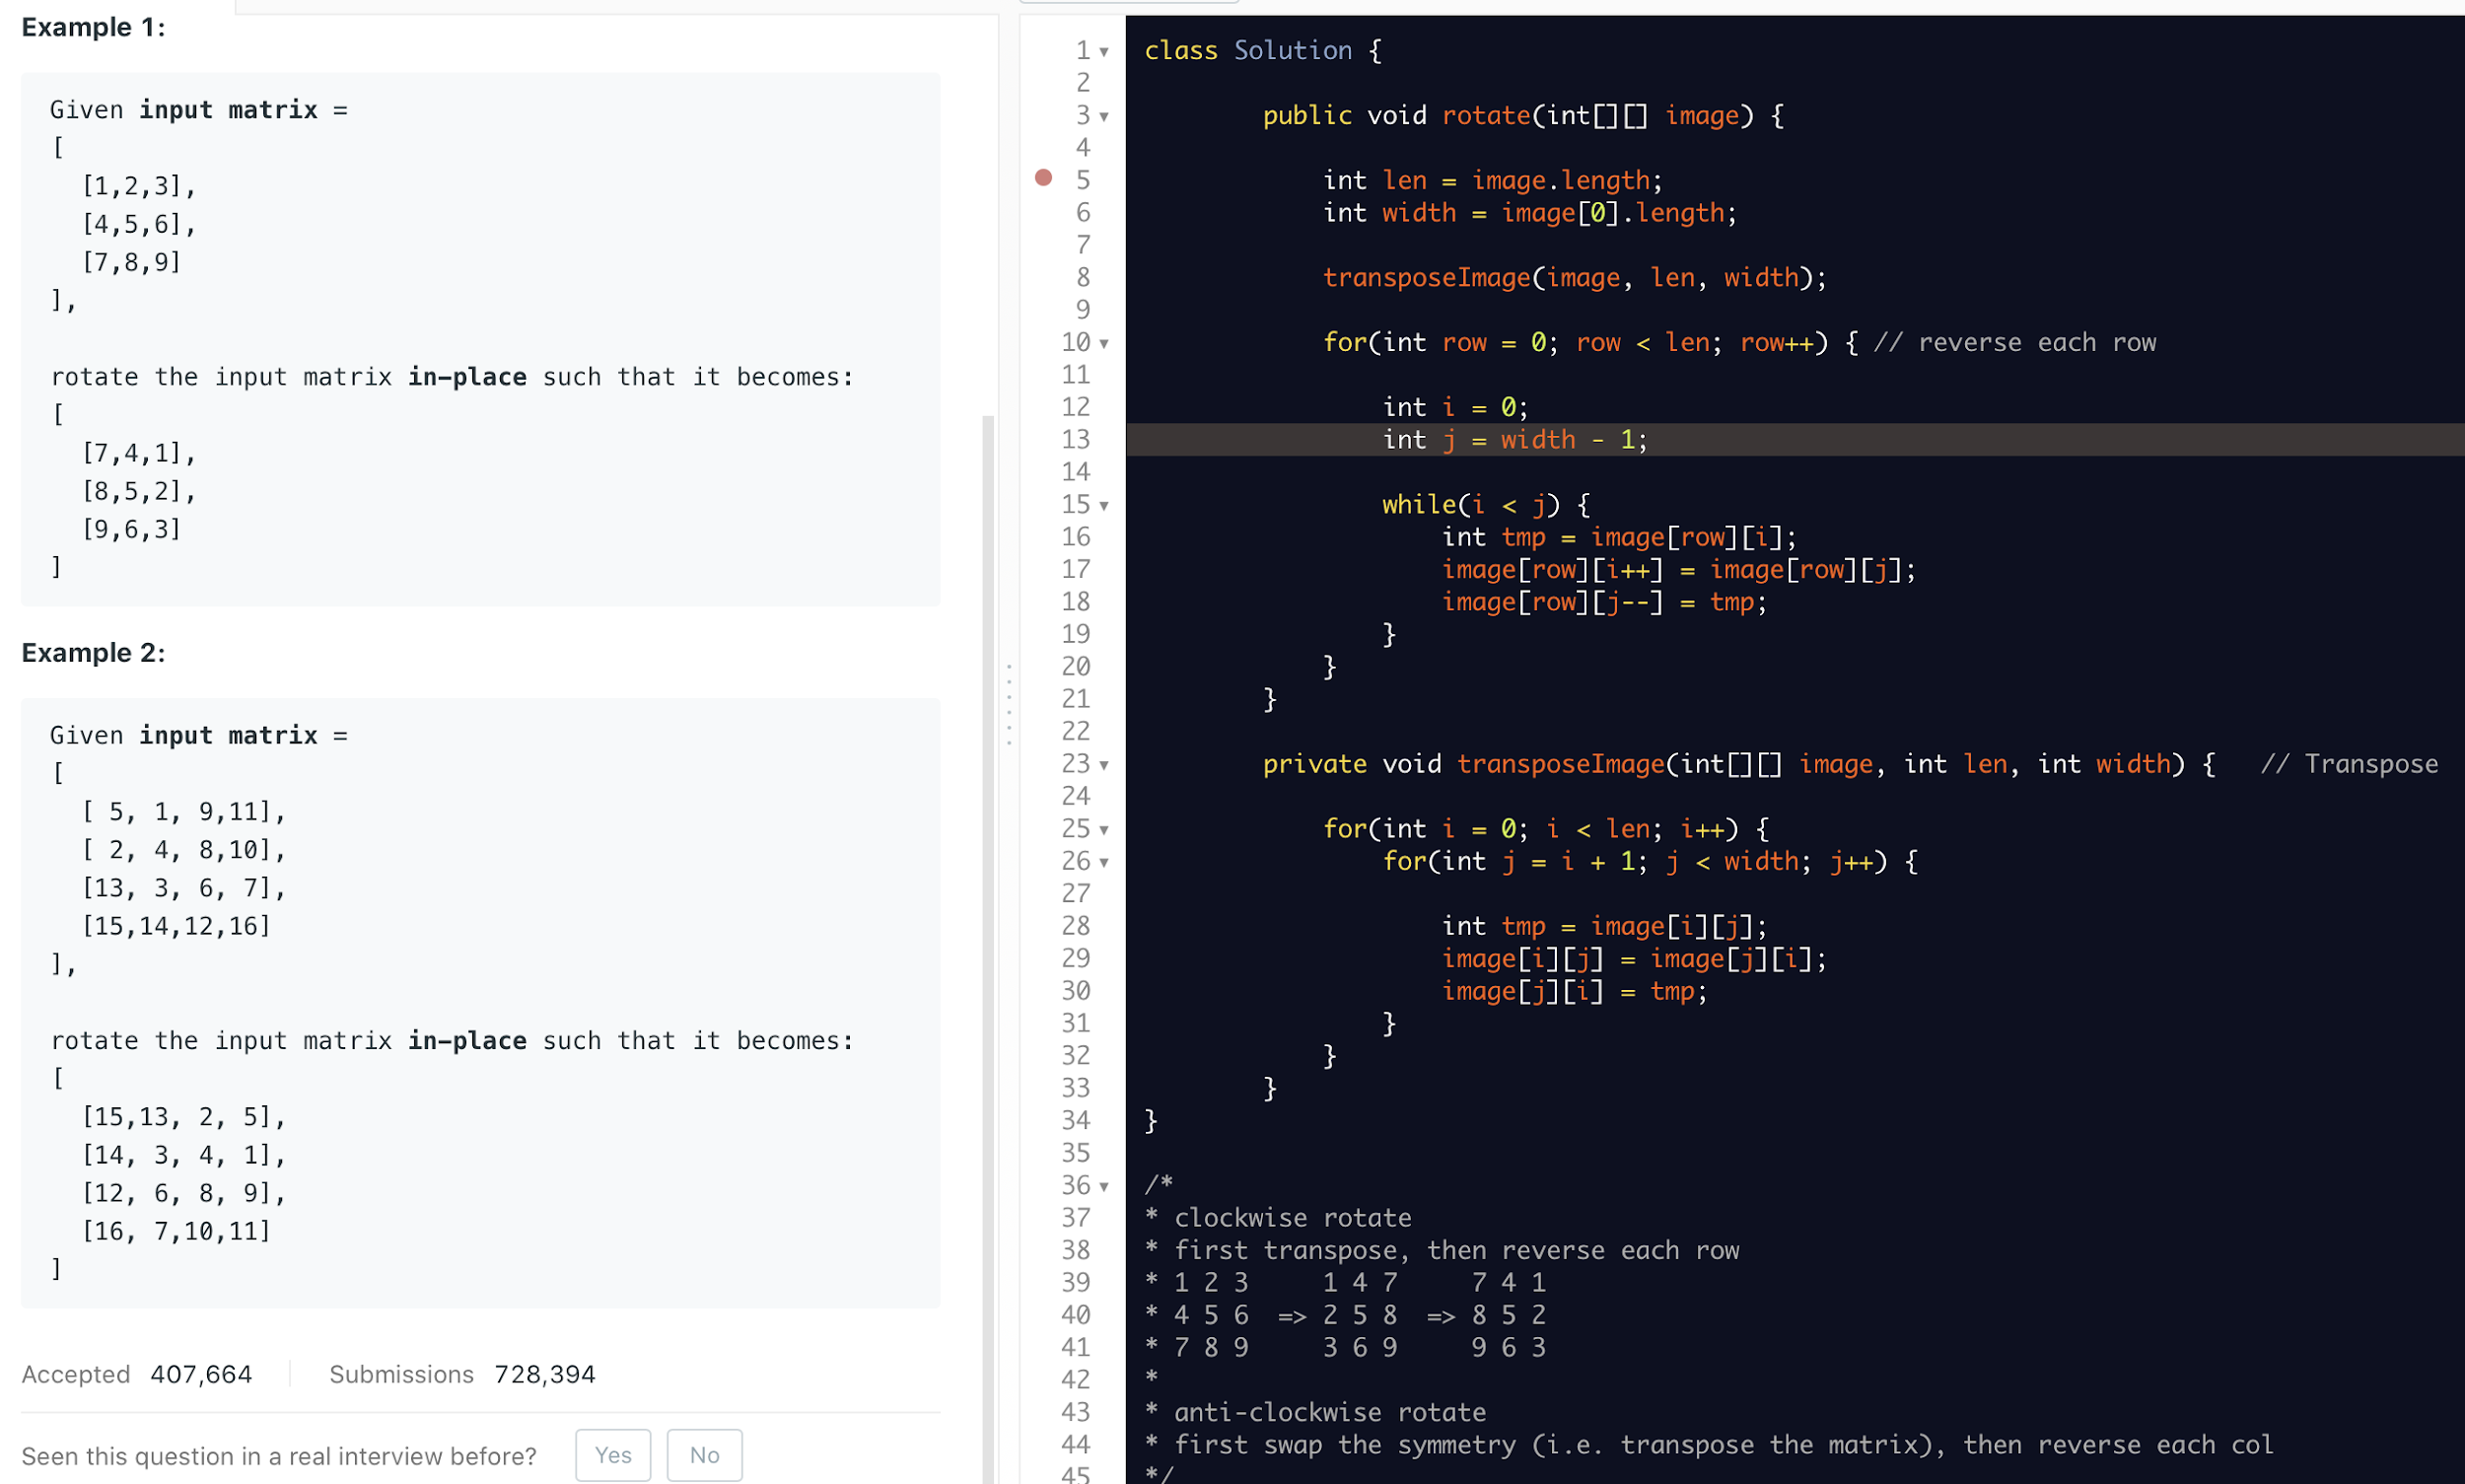 Example 1:
Given input matrix =
[
  [1,2,3],
  [4,5,6],
  [7,8,9]
],
rotate the input matrix in-place such that it becomes:
[
  [7,4,1],
  [8,5,2],
  [9,6,3]
]
Example 2:
Given input matrix =
[
  [ 5, 1, 9,11],
  [ 2, 4, 8,10],
  [13, 3, 6, 7],
  [15,14,12,16]
],
rotate the input matrix in-place such that it becomes:
[
  [15,13, 2, 5],
  [14, 3, 4, 1],
  [12, 6, 8, 9],
  [16, 7,10,11]
]
Accepted 407,664 Submissions 728,394
Seen this question in a real interview before? Yes No
1 class Solution {
2
3         public void rotate(int[][] image) {
4
5             int len = image.length;
6             int width = image[0].length;
7
8             transposeImage(image, len, width);
9
10             for(int row = 0; row < len; row++) { // reverse each row
11
12                 int i = 0;
13                 int j = width - 1;
14
15                 while(i < j) {
16                     int tmp = image[row][i];
17                     image[row][i++] = image[row][j];
18                     image[row][j--] = tmp;
19                 }
20             }
21         }
22
23         private void transposeImage(int[][] image, int len, int width) {   // Transpose
24
25             for(int i = 0; i < len; i++) {
26                 for(int j = i + 1; j < width; j++) {
27
28                     int tmp = image[i][j];
29                     image[i][j] = image[j][i];
30                     image[j][i] = tmp;
31                 }
32             }
33         }
34 }
35
36 /*
37 * clockwise rotate
38 * first transpose, then reverse each row
39 * 1 2 3     1 4 7     7 4 1
40 * 4 5 6  => 2 5 8  => 8 5 2
41 * 7 8 9     3 6 9     9 6 3
42 *
43 * anti-clockwise rotate
44 * first swap the symmetry (i.e. transpose the matrix), then reverse each col
45 */